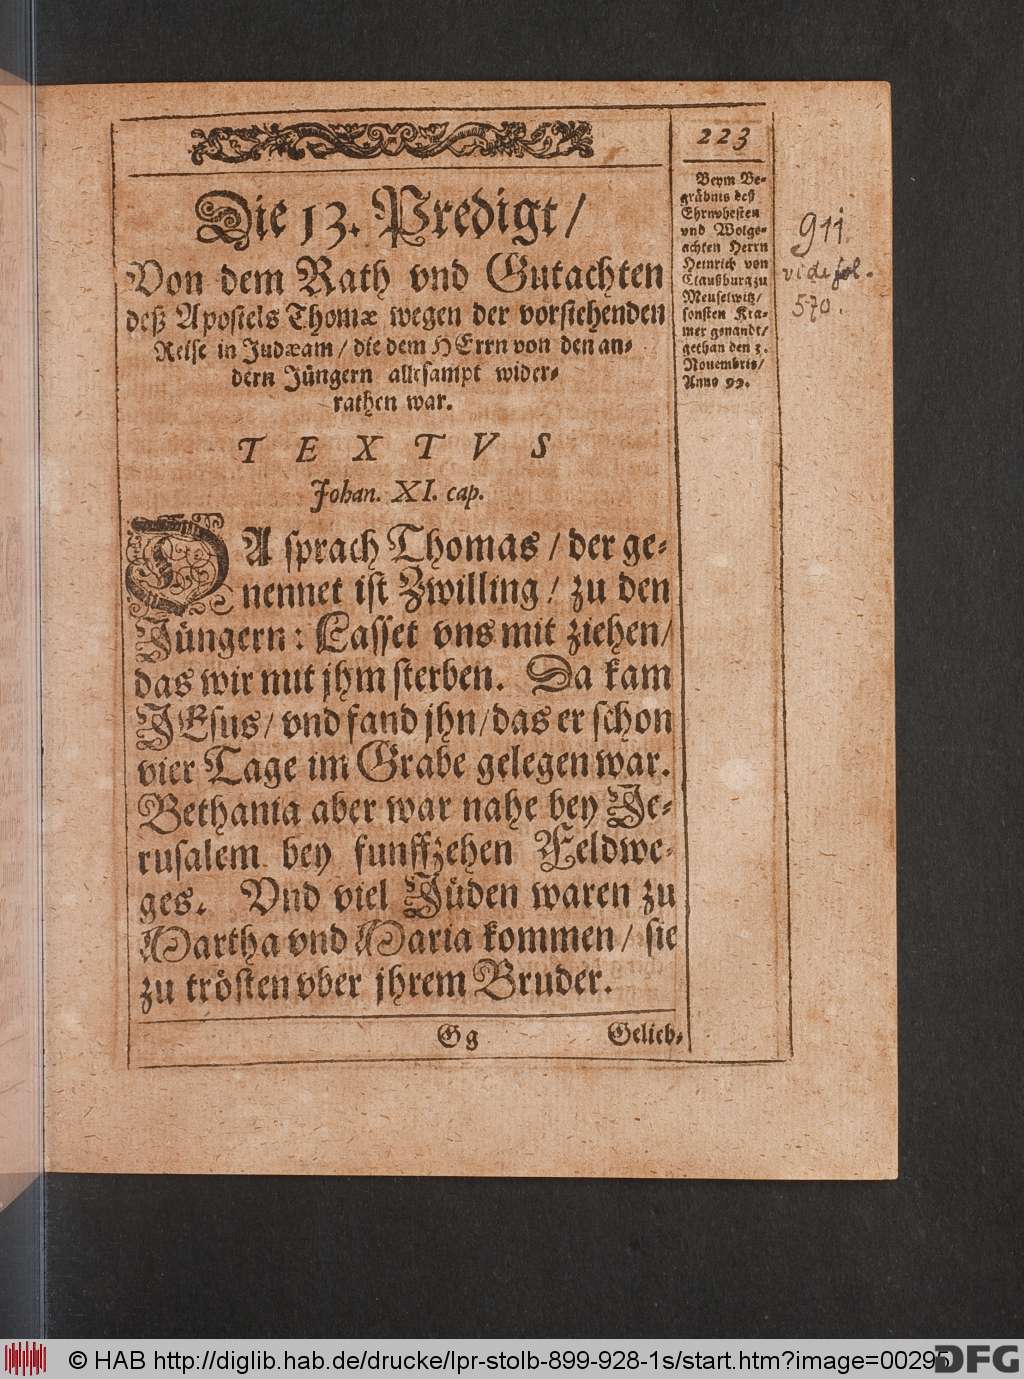 223
Die 13. Predigt/
Von dem Rath vnd Gutachten
deß Apostels Thomæ wegen der vorstehenden
Reise in Judæam/ die dem HErrn von den an-
dern Jüngern allesampt wider-
rathen war.
TEXTVS
Johan. XI. cap.
DA sprach Thomas/ der ge-
nennet ist Zwilling/ zu den
Jüngern: Lasset vns mit ziehen/
das wir mit jhm sterben. Da kam
JEsus/ vnd fand jhn/ das er schon
vier Tage im Grabe gelegen war.
Bethania aber war nahe bey Je-
rusalem bey funffzehen Feldwe-
ges. Vnd viel Jüden waren zu
Martha vnd Maria kommen/ sie
zu trösten vber jhrem Bruder.
Gg
Gelieb-
Beym Be-
gräbnis deß
Ehrnvhesten
vnd Wolge-
achten Herrn
Heinrich von
Claußburg zu
Meuselwitz/
sonsten Kra-
mer genandt/
gethan den 3.
Nouembris/
Anno 99.
911
vide fol.
570.
© HAB http://diglib.hab.de/drucke/lpr-stolb-899-928-1s/start.htm?image=00295
DFG